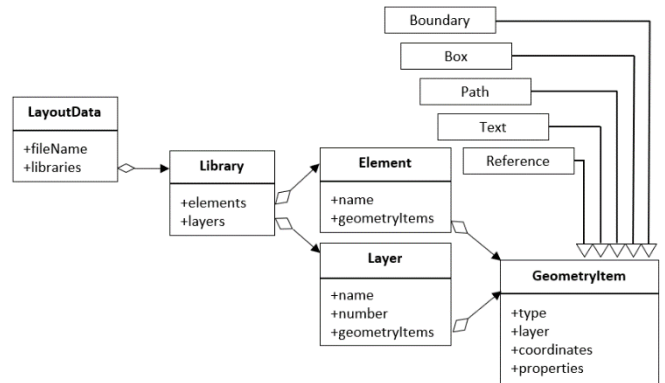 Boundary
Box
Path
Text
Reference
LayoutData
+fileName
+libraries
Library
+elements
+layers
Element
+name
+geometryItems
Layer
+name
+number
+geometryItems
GeometryItem
+type
+layer
+coordinates
+properties